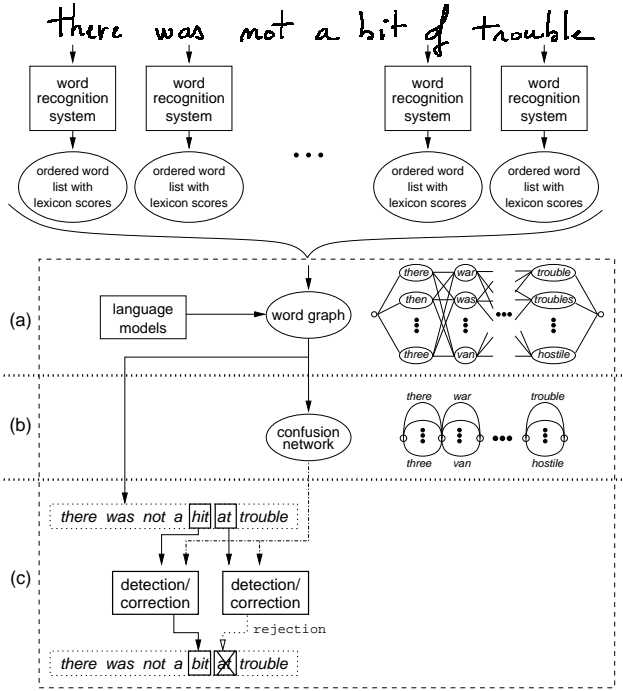 there was not a bit of trouble
word recognition system
word recognition system
word recognition system
word recognition system
ordered word list with lexicon scores
ordered word list with lexicon scores
ordered word list with lexicon scores
ordered word list with lexicon scores
(a)
language models
word graph
there war trouble
then was troubles
three van hostile
(b)
confusion network
there war trouble
three van hostile
(c)
there was not a hit at trouble
detection/correction
detection/correction
rejection
there was not a bit at trouble